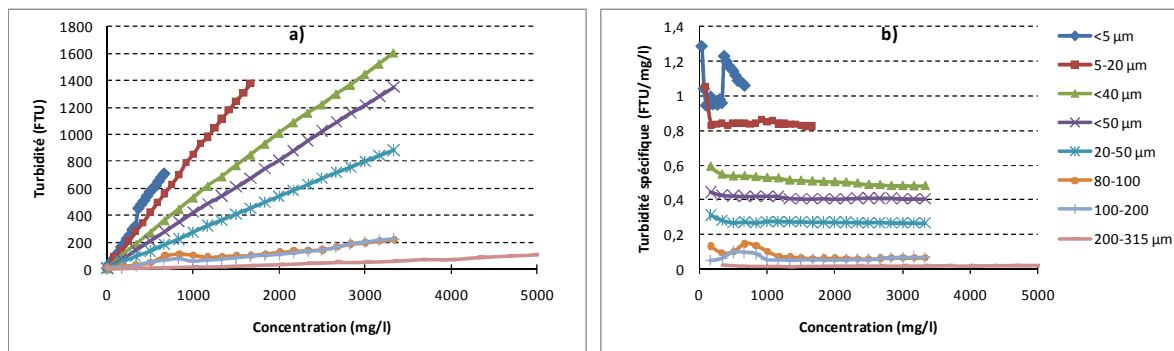 a)
Turbidité (FTU)
1800
1600
1400
1200
1000
800
600
400
200
0
0 1000 2000 3000 4000 5000
Concentration (mg/l)
b)
Turbidité spécifique (FTU/mg/l)
1,4
1,2
1
0,8
0,6
0,4
0,2
0
0 1000 2000 3000 4000 5000
Concentration (mg/l)
<5 µm
5-20 µm
<40 µm
<50 µm
20-50 µm
80-100
100-200
200-315 µm